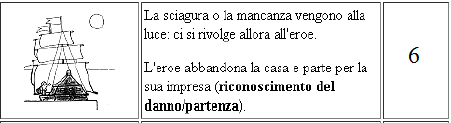 La sciagura o la mancanza vengono alla
luce: ci si rivolge allora all'eroe.
L'eroe abbandona la casa e parte per la
sua impresa (riconoscimento del
danno/partenza).
6